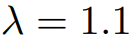 λ = 1.1